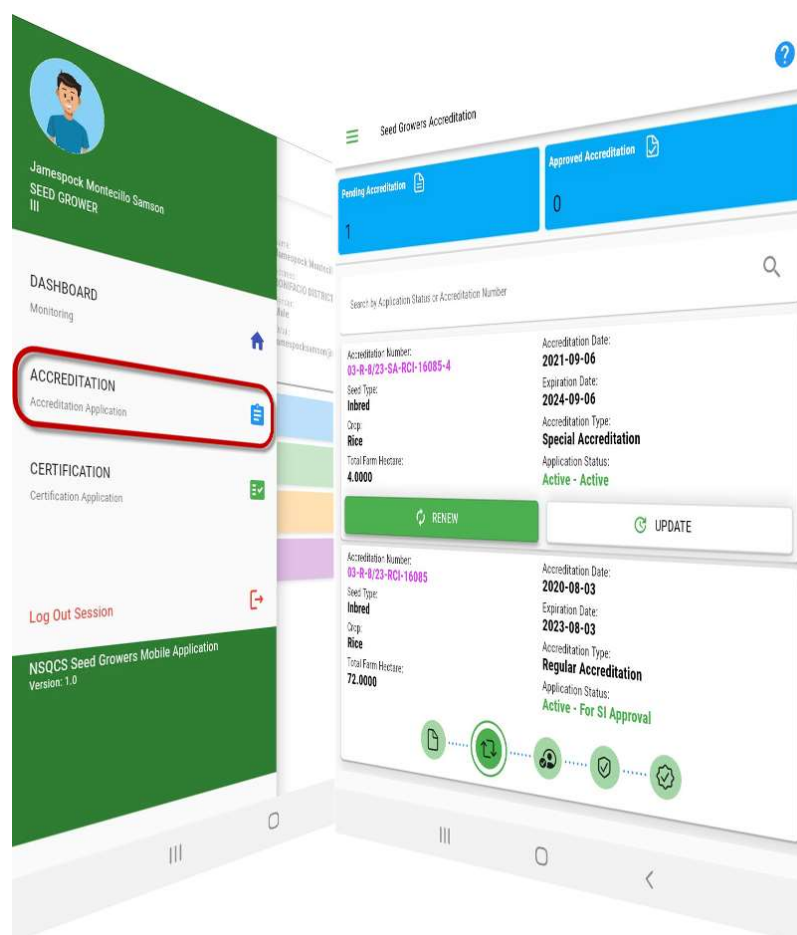 Jamespock Montecillo Samson
SEED GROWER
III
DASHBOARD
Monitoring
ACCREDITATION
Accreditation Application
CERTIFICATION
Certification Application
Log Out Session
NSQCS Seed Growers Mobile Application
Version: 1.0
Jamespock Montecil
BONIFACIO DISTRICT
Male
amespocksamson@
?
Seed Growers Accreditation
Pending Accreditation
1
Approved Accreditation
0
Search by Application Status or Accreditation Number
Accreditation Number:
03-R-8/23-SA-RCI-16085-4
Seed Type:
Inbred
Crop:
Rice
Total Farm Hectare:
4.0000
Accreditation Date:
2021-09-06
Expiration Date:
2024-09-06
Accreditation Type:
Special Accreditation
Application Status:
Active - Active
RENEW
UPDATE
Accreditation Number:
03-R-8/23-RCI-16085
Seed Type:
Inbred
Crop:
Rice
Total Farm Hectare:
72.0000
Accreditation Date:
2020-08-03
Expiration Date:
2023-08-03
Accreditation Type:
Regular Accreditation
Application Status:
Active - For SI Approval